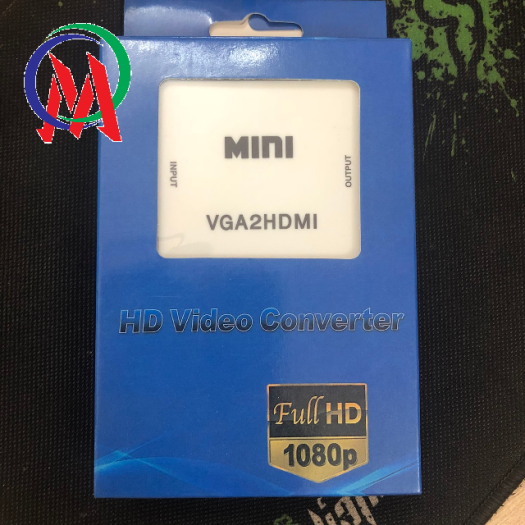 M
MINI
INPUT
OUTPUT
VGA2HDMI
HD Video Converter
Full HD
1080p